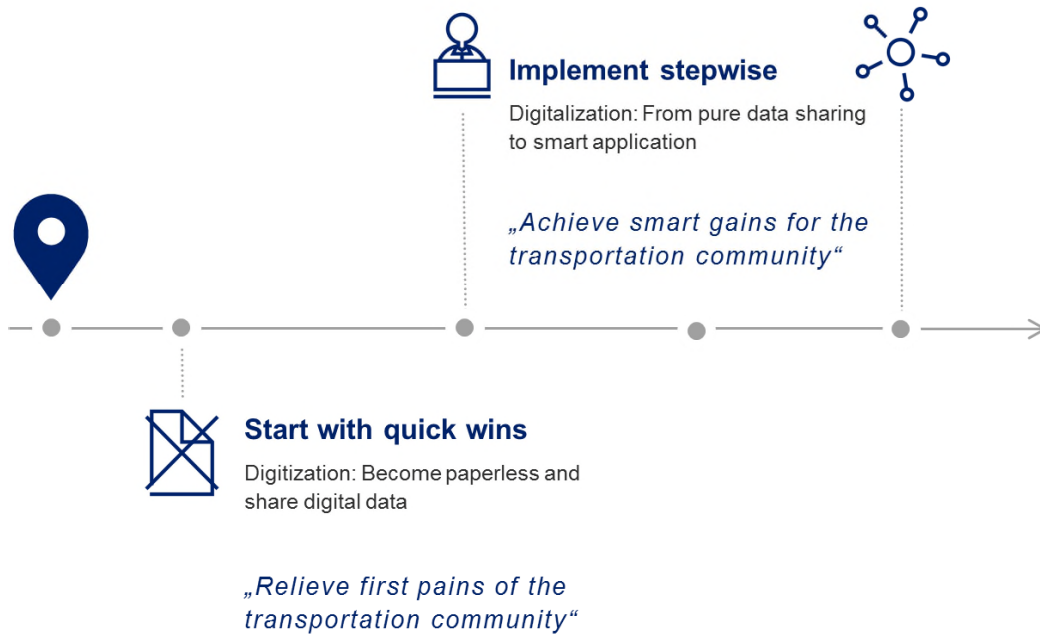 Implement stepwise
Digitalization: From pure data sharing
to smart application
„Achieve smart gains for the
transportation community“
Start with quick wins
Digitization: Become paperless and
share digital data
„Relieve first pains of the
transportation community“